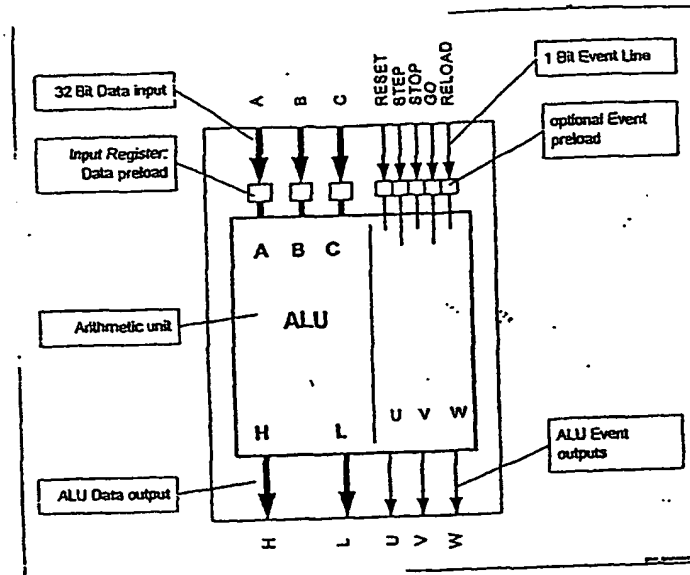 A B C RESET STEP STOP GO RELOAD
1 Bit Event Line
32 Bit Data input
optional Event
preload
Input Register:
Data preload
A B C
Arithmetic unit
ALU
U V W
H L
ALU Event
outputs
ALU Data output
H L U V W